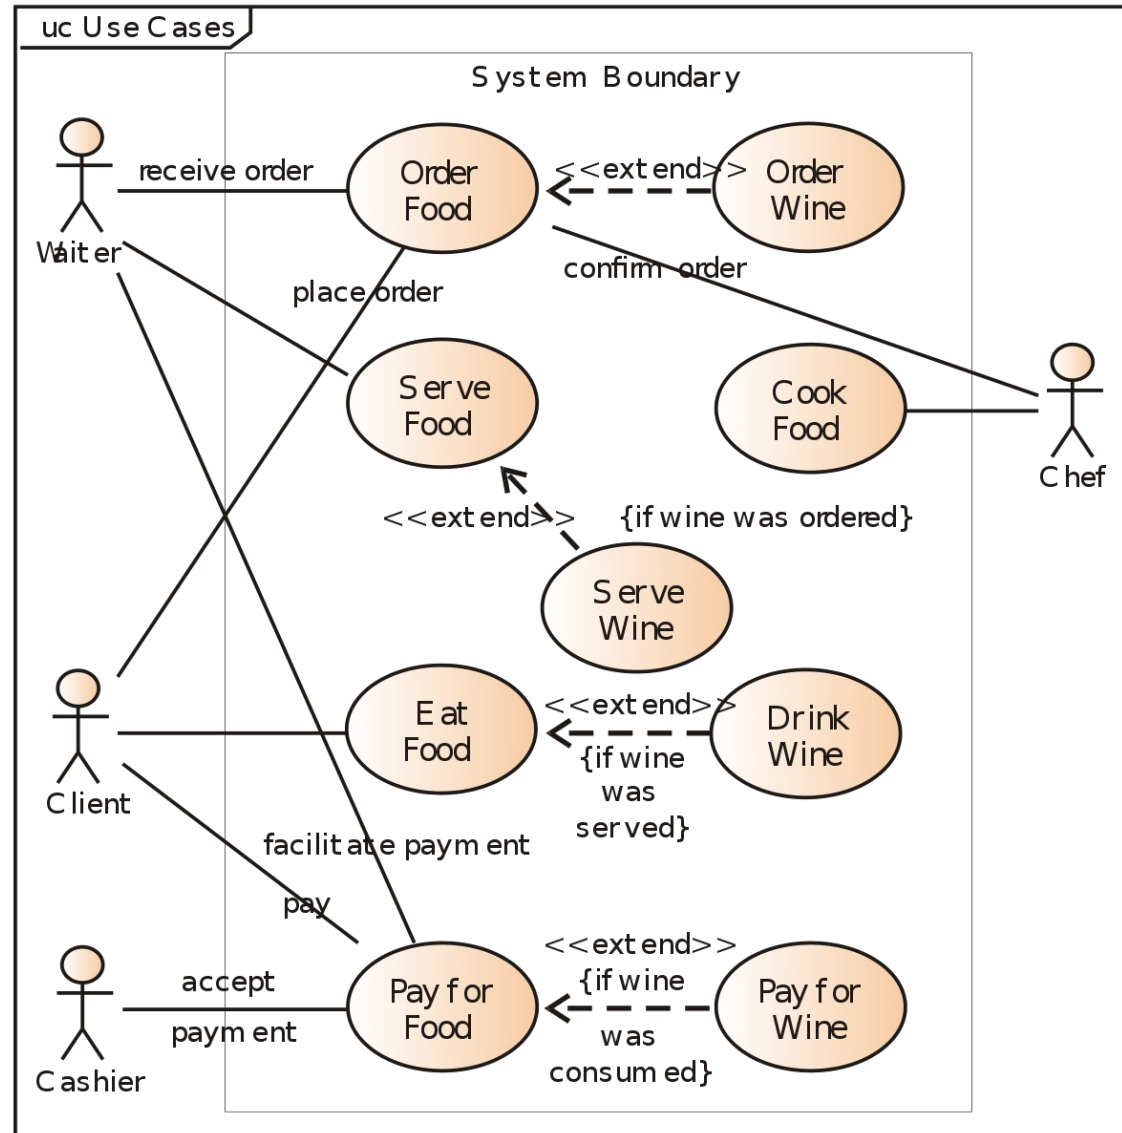 uc Use Cases
System Boundary
receive order
Order
Food
<<extend>>
Order
Wine
Waiter
place order
confirm order
Serve
Food
Cook
Food
Chef
<<extend>>
{if wine was ordered}
Serve
Wine
Eat
Food
<<extend>>
{if wine
was
served}
Drink
Wine
Client
facilitate payment
pay
accept
payment
Cashier
Pay for
Food
<<extend>>
{if wine
was
consumed}
Pay for
Wine